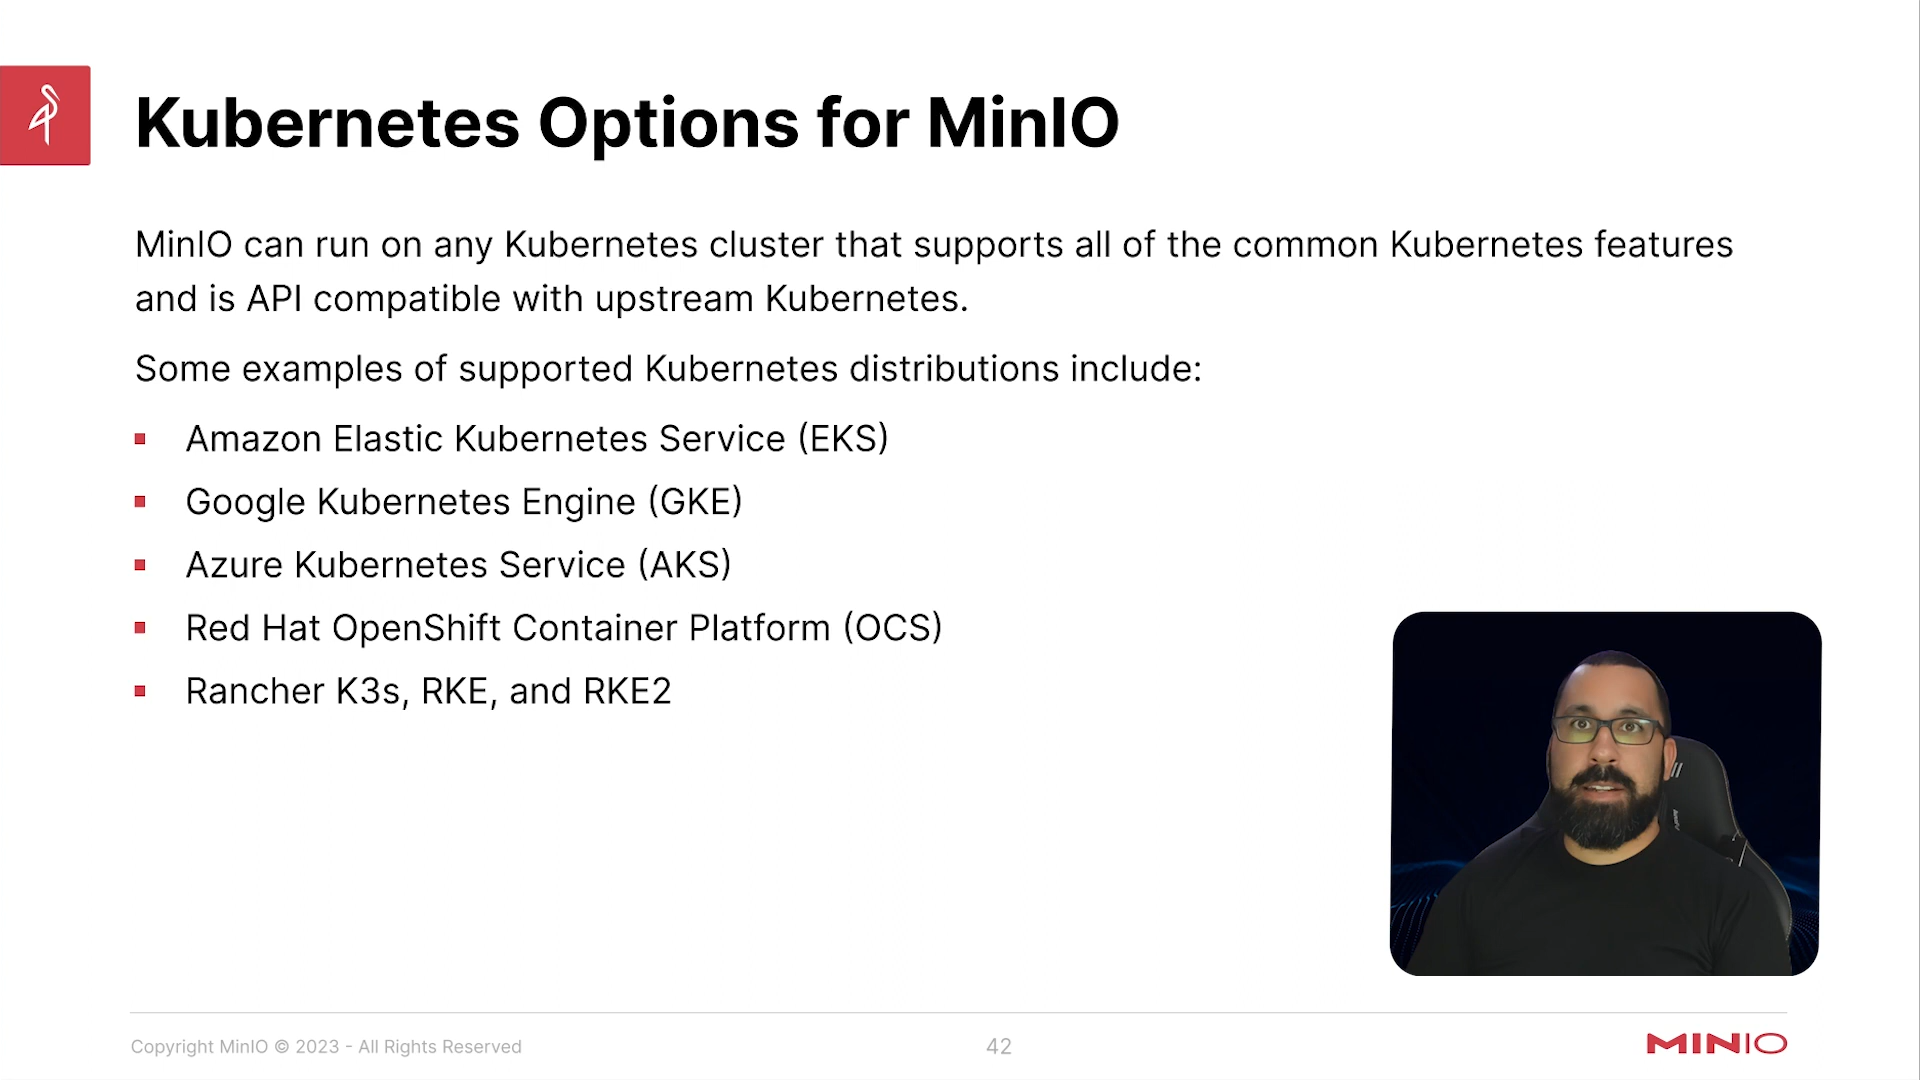 Kubernetes Options for MinIO
MinIO can run on any Kubernetes cluster that supports all of the common Kubernetes features
and is API compatible with upstream Kubernetes.
Some examples of supported Kubernetes distributions include:
Amazon Elastic Kubernetes Service (EKS)
Google Kubernetes Engine (GKE)
Azure Kubernetes Service (AKS)
Red Hat OpenShift Container Platform (OCS)
Rancher K3s, RKE, and RKE2
Copyright MinIO © 2023 - All Rights Reserved
42
MINIO